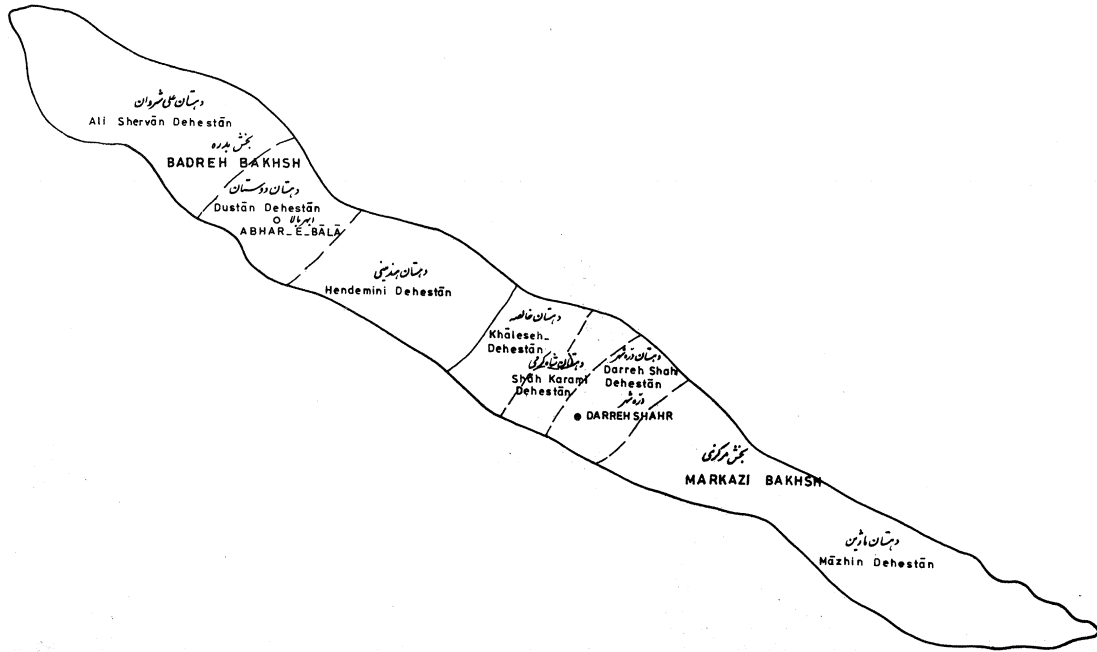 دهستان علی شروان
Ali Shervān Dehestān
بخش بدره
BADREH BAKHSH
دهستان دوستان
Dustān Dehestān
ابهر بالا
ABHAR_E_BĀLĀ
دهستان هندمینی
Hendemini Dehestān
دهستان خالصه
Khāleseh_
Dehestān
دهستان شاه کرمی
Shāh Karami
Dehestān
دهستان دره شهر
Darreh Shahr
Dehestān
دره شهر
DARREH SHAHR
بخش مرکزی
MARKAZI BAKHSH
دهستان ماژین
Māzhin Dehestān